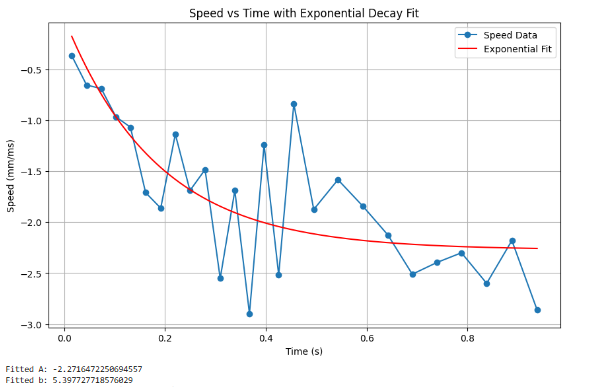 Speed vs Time with Exponential Decay Fit
Speed Data
Exponential Fit
−0.5
−1.0
−1.5
−2.0
−2.5
−3.0
Speed (mm/ms)
0.0 0.2 0.4 0.6 0.8
Time (s)
Fitted A: -2.2716472250694557
Fitted b: 5.397727718576029